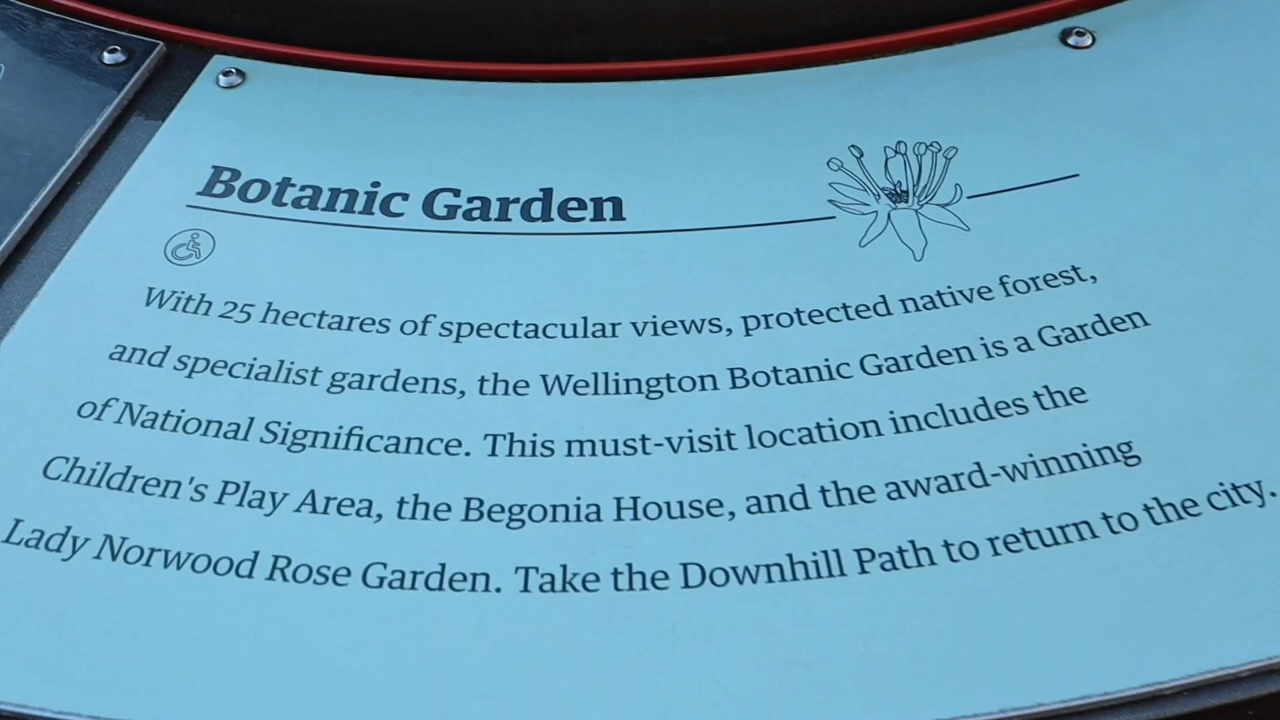 Botanic Garden
With 25 hectares of spectacular views, protected native forest,
and specialist gardens, the Wellington Botanic Garden is a Garden
of National Significance. This must-visit location includes the
Children's Play Area, the Begonia House, and the award-winning
Lady Norwood Rose Garden. Take the Downhill Path to return to the city.